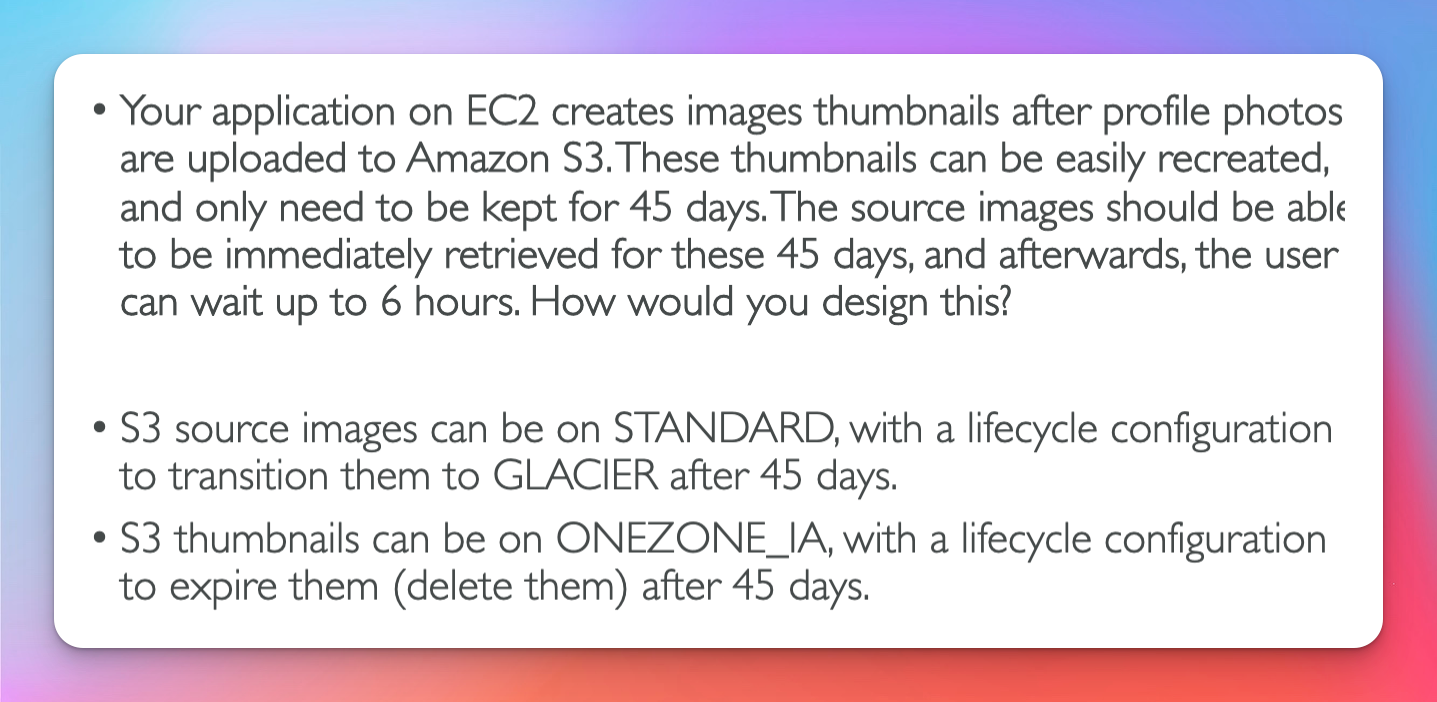 • Your application on EC2 creates images thumbnails after profile photos
are uploaded to Amazon S3. These thumbnails can be easily recreated,
and only need to be kept for 45 days. The source images should be able
to be immediately retrieved for these 45 days, and afterwards, the user
can wait up to 6 hours. How would you design this?
• S3 source images can be on STANDARD, with a lifecycle configuration
to transition them to GLACIER after 45 days.
• S3 thumbnails can be on ONEZONE_IA, with a lifecycle configuration
to expire them (delete them) after 45 days.